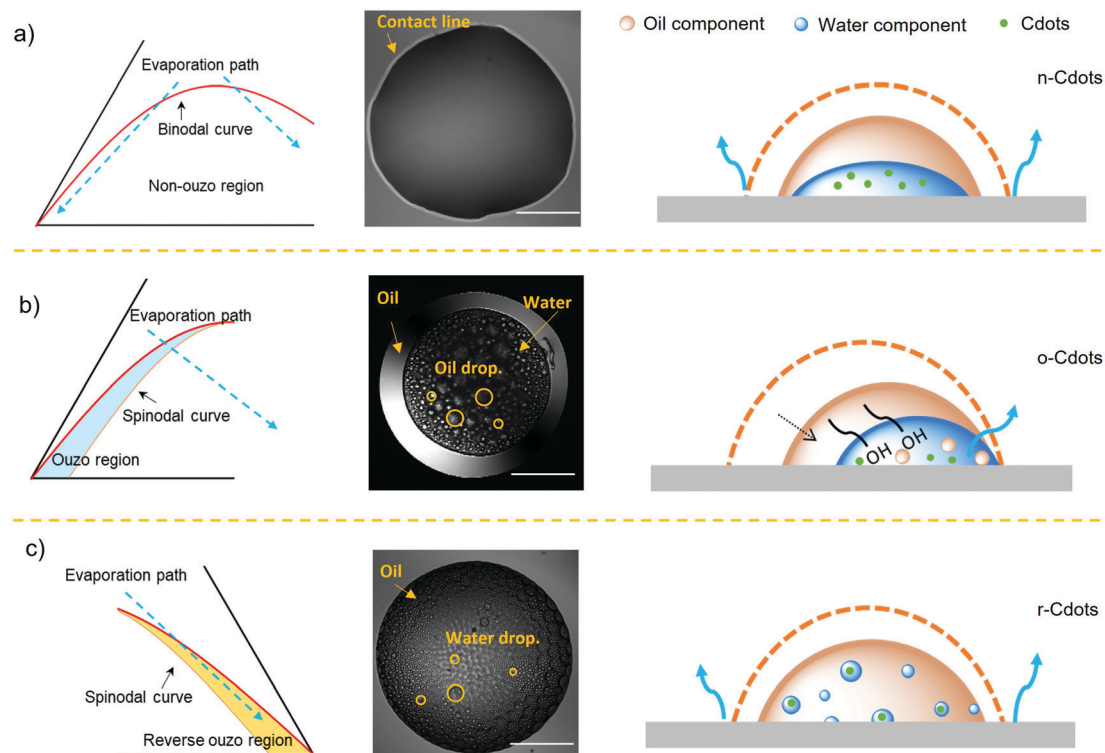 a)
Evaporation path
Binodal curve
Non-ouzo region
Contact line
Oil component
Water component
Cdots
n-Cdots
b)
Evaporation path
Spinodal curve
Ouzo region
Oil
Water
Oil drop.
o-Cdots
OH
OH
c)
Evaporation path
Spinodal curve
Reverse ouzo region
Oil
Water drop.
r-Cdots